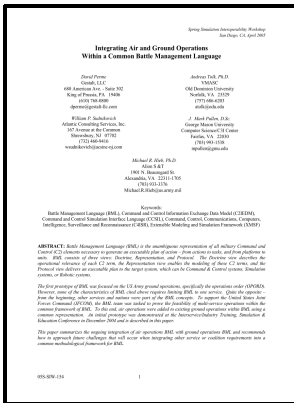 Spring Simulation Interoperability Workshop
San Diego, CA, April 2005
Integrating Air and Ground Operations
Within a Common Battle Management Language
David Perme
Gestalt, LLC
680 American Ave. - Suite 302
King of Prussia, PA 19406
(610) 768-0800
dperme@gestalt-llc.com
Andreas Tolk, Ph.D.
VMASC
Old Dominion University
Norfolk, VA 23529
(757) 686-6203
atolk@odu.edu
William P. Sudnikovich
Atlantic Consulting Services, Inc.
167 Avenue at the Common
Shrewsbury, NJ 07702
(732) 460-9416
wsudnikovich@acsinc-nj.com
J. Mark Pullen, D.Sc.
George Mason University
Computer Science/C3I Center
Fairfax, VA 22030
(703) 993-1538
mpullen@gmu.edu
Michael R. Hieb, Ph.D
Alion S &T
1901 N. Beauregard St.
Alexandria, VA 22311-1705
(703) 933-3376
Michael.R.Hieb@us.army.mil
Keywords:
Battle Management Language (BML), Command and Control Information Exchange Data Model (C2IEDM),
Command and Control Simulation Interface Language (CCSIL), Command, Control, Communications, Computers,
Intelligence, Surveillance and Reconnaissance (C4ISR), Extensible Modeling and Simulation Framework (XMSF)
ABSTRACT: Battle Management Language (BML) is the unambiguous representation of all military Command and
Control (C2) elements necessary to generate an executable plan of action – from actions to tasks, and from platforms to
units. BML consists of three views: Doctrine, Representation, and Protocol. The Doctrine view describes the
operational relevance of each C2 term, the Representation view enables the modeling of these C2 terms, and the
Protocol view delivers an executable plan to the target system, which can be Command & Control systems, Simulation
systems, or Robotic systems.
The first prototype of BML was focused on the US Army ground operations, specifically the operations order (OPORD).
However, none of the characteristics of BML cited above requires limiting BML to one service. Quite the opposite -
from the beginning, other services and nations were part of the BML concepts. To support the United States Joint
Forces Command (JFCOM), the BML team was asked to prove the feasibility of multi-service operations within the
common framework of BML. To this end, air operations were added to existing ground operations within BML using a
common representation. An initial prototype was demonstrated at the Interservice/Industry Training, Simulation &
Education Conference in December 2004 and is described in this paper.
This paper summarizes the ongoing integration of air operations BML with ground operations BML and recommends
how to approach future challenges that will occur when integrating other service or coalition requirements into a
common methodological framework for BML.
05S-SIW-154
1